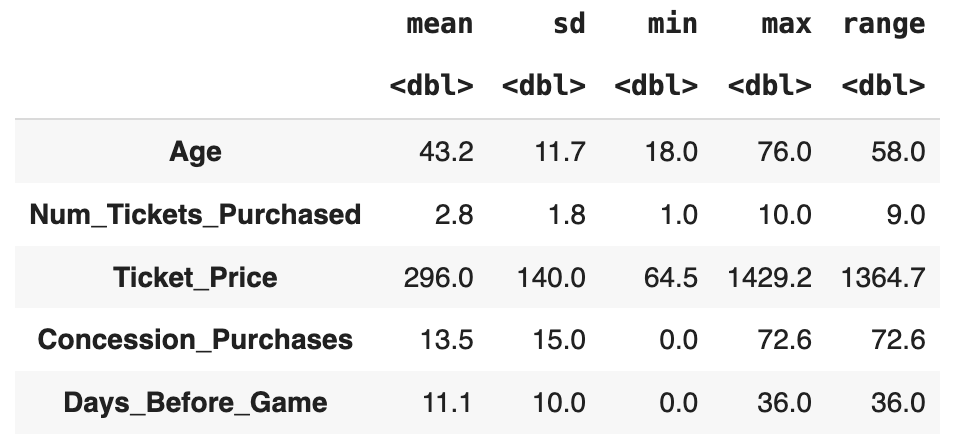 mean sd min max range
<dbl> <dbl> <dbl> <dbl> <dbl>
Age 43.2 11.7 18.0 76.0 58.0
Num_Tickets_Purchased 2.8 1.8 1.0 10.0 9.0
Ticket_Price 296.0 140.0 64.5 1429.2 1364.7
Concession_Purchases 13.5 15.0 0.0 72.6 72.6
Days_Before_Game 11.1 10.0 0.0 36.0 36.0